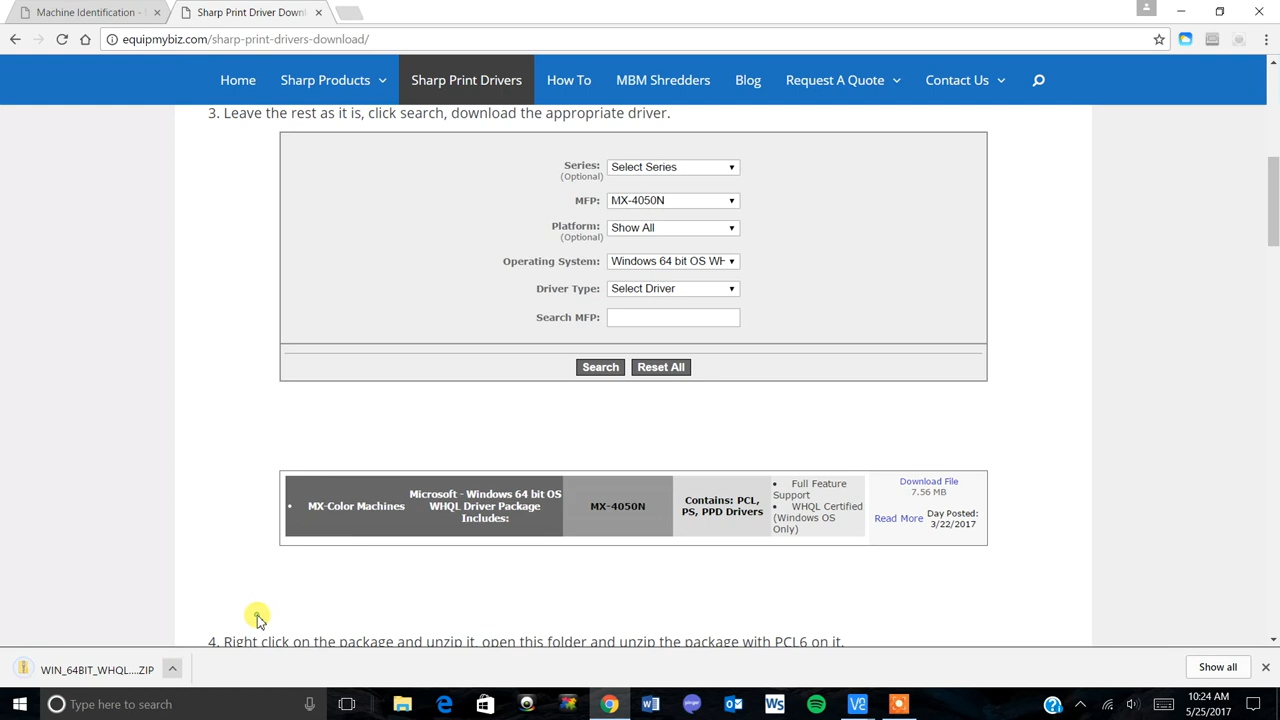 Machine Identification -
Sharp Print Driver Down
equipmybiz.com/sharp-print-drivers-download/
Home Sharp Products Sharp Print Drivers How To MBM Shredders Blog Request A Quote Contact Us
3. Leave the rest as it is, click search, download the appropriate driver.
Series: Select Series
(Optional)
MFP: MX-4050N
Platform: Show All
(Optional)
Operating System: Windows 64 bit OS WH
Driver Type: Select Driver
Search MFP:
Search Reset All
• MX-Color Machines
Microsoft - Windows 64 bit OS
WHQL Driver Package
Includes:
MX-4050N
Contains: PCL,
PS, PPD Drivers
• Full Feature
Support
• WHQL Certified
(Windows OS
Only)
Download File
7.56 MB
Read More
Day Posted:
3/22/2017
4. Right click on the package and unzip it, open this folder and unzip the package with PCL6 on it.
WIN_64BIT_WHQL....ZIP
Show all
Type here to search
10:24 AM
5/25/2017